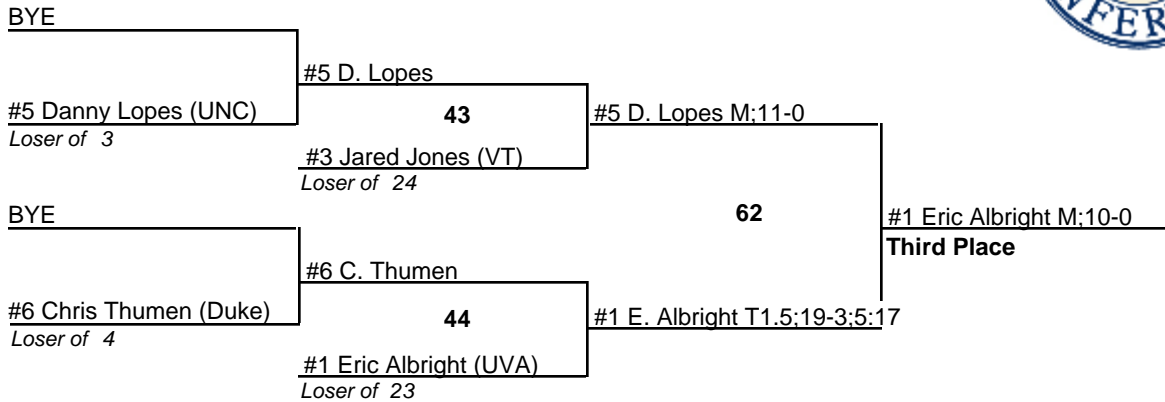 BYE
#5 D. Lopes
#5 Danny Lopes (UNC)
Loser of 3
43
#5 D. Lopes M;11-0
#3 Jared Jones (VT)
Loser of 24
BYE
62
#1 Eric Albright M;10-0
Third Place
#6 C. Thumen
#6 Chris Thumen (Duke)
Loser of 4
44
#1 E. Albright T1.5;19-3;5:17
#1 Eric Albright (UVA)
Loser of 23